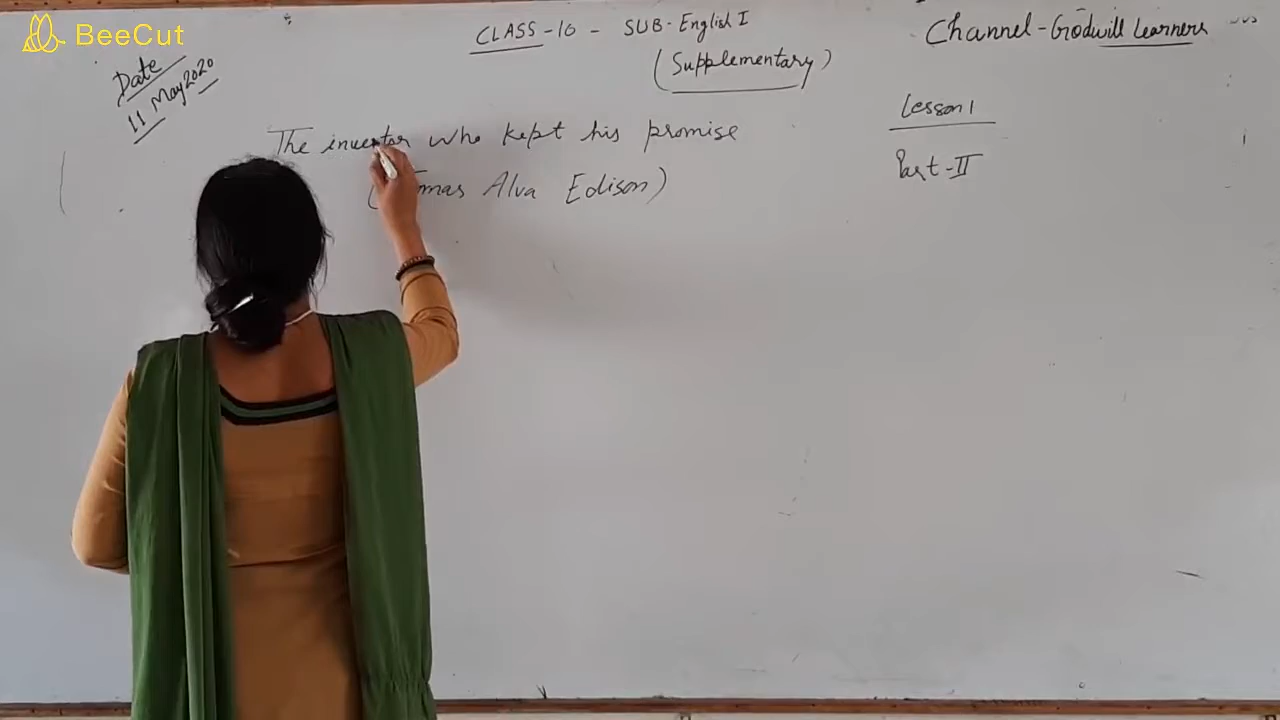 BeeCut
CLASS-10 - SUB-English I
(Supplementary)
Channel-Godwill Learners
Date
11 May 2020
Lesson 1
Part-II
The inventor who kept his promise
mas Alva Edison)